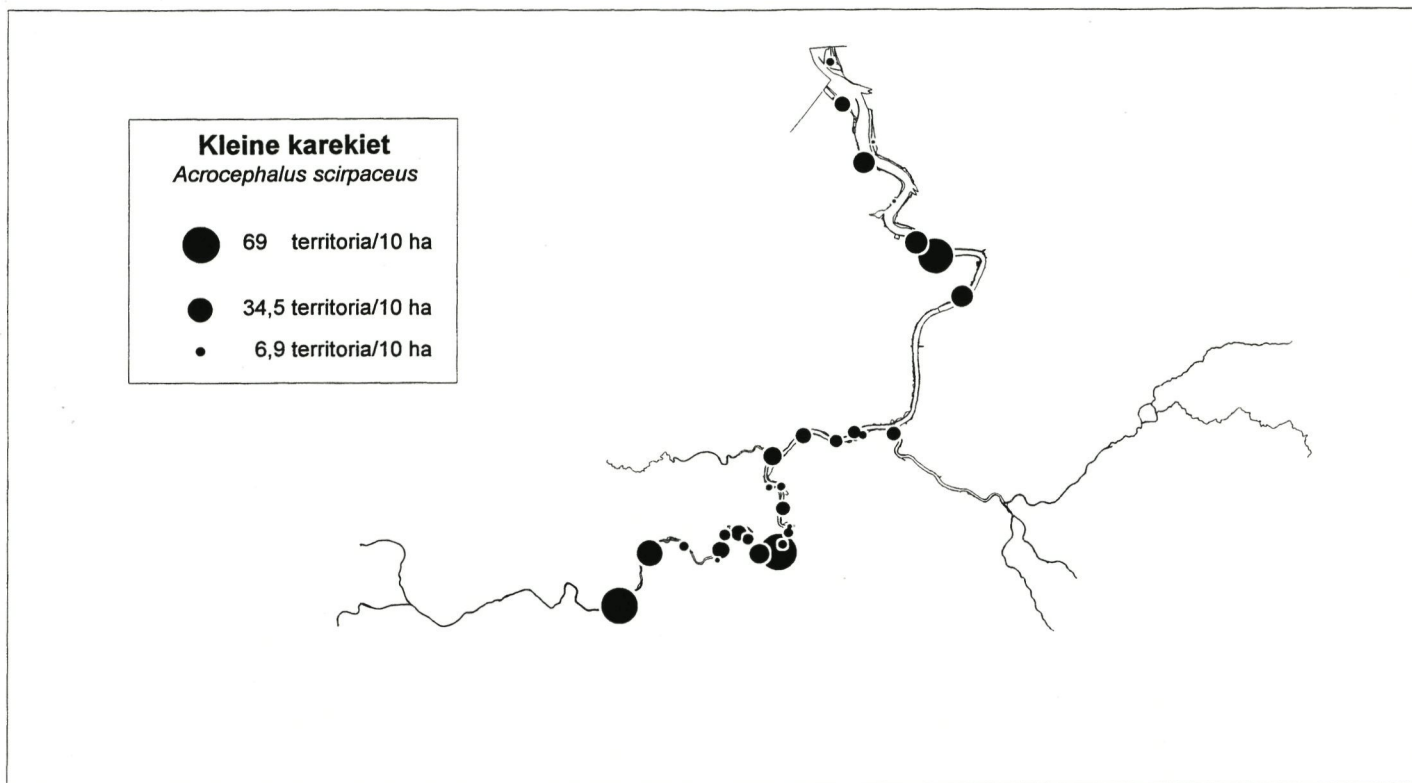 Kleine karekiet
Acrocephalus scirpaceus
69 territoria/10 ha
34,5 territoria/10 ha
6,9 territoria/10 ha